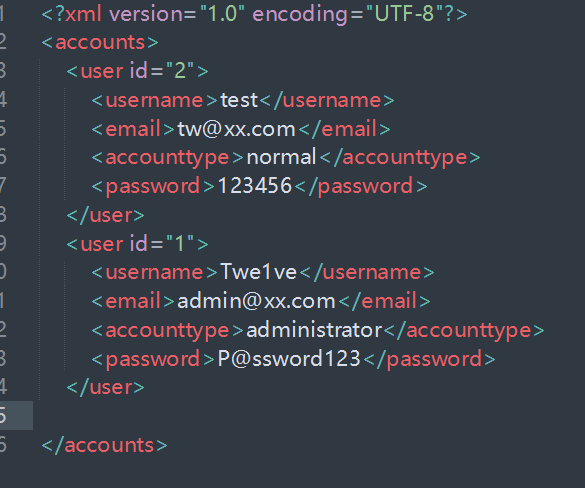 1 <?xml version="1.0" encoding="UTF-8"?>
2 <accounts>
3 <user id="2">
4 <username>test</username>
5 <email>tw@xx.com</email>
6 <accounttype>normal</accounttype>
7 <password>123456</password>
8 </user>
9 <user id="1">
0 <username>Twe1ve</username>
1 <email>admin@xx.com</email>
2 <accounttype>administrator</accounttype>
3 <password>P@ssword123</password>
4 </user>
5
6 </accounts>